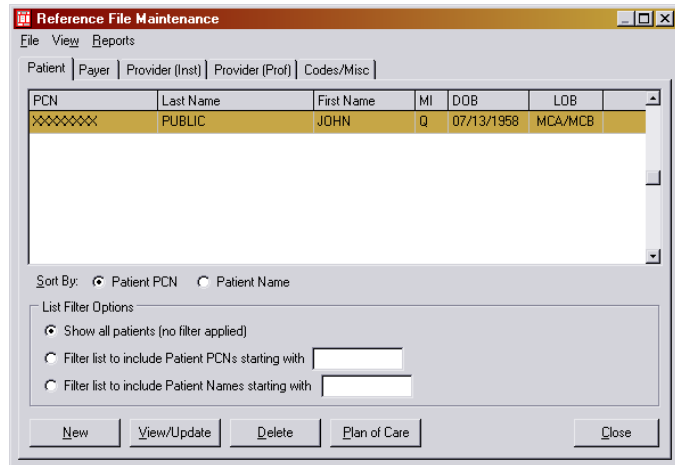 Reference File Maintenance
File View Reports
Patient Payer Provider (Inst) Provider (Prof) Codes/Misc
PCN Last Name First Name MI DOB LOB
XXXXXXXX PUBLIC JOHN Q 07/13/1958 MCA/MCB
Sort By: Patient PCN Patient Name
List Filter Options
Show all patients (no filter applied)
Filter list to include Patient PCNs starting with
Filter list to include Patient Names starting with
New View/Update Delete Plan of Care Close